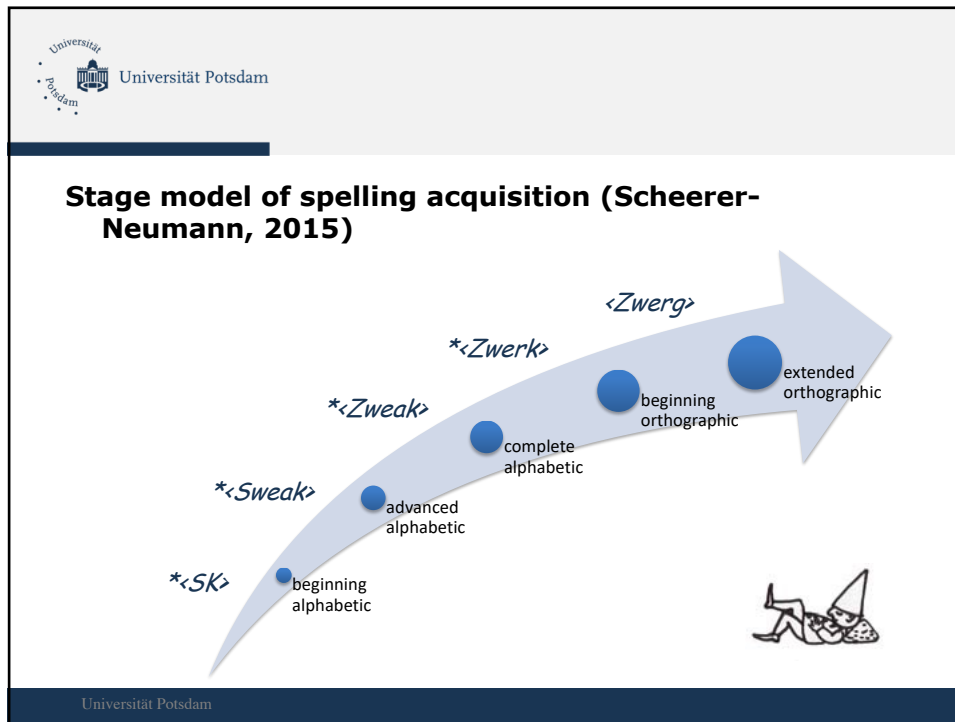 Universität
Potsdam
Universität Potsdam
Stage model of spelling acquisition (Scheerer-
Neumann, 2015)
<Zwerg>
*<Zwerk>
extended
orthographic
beginning
orthographic
*<Zweak>
complete
alphabetic
*<Sweak>
advanced
alphabetic
*<SK>
beginning
alphabetic
Universität Potsdam